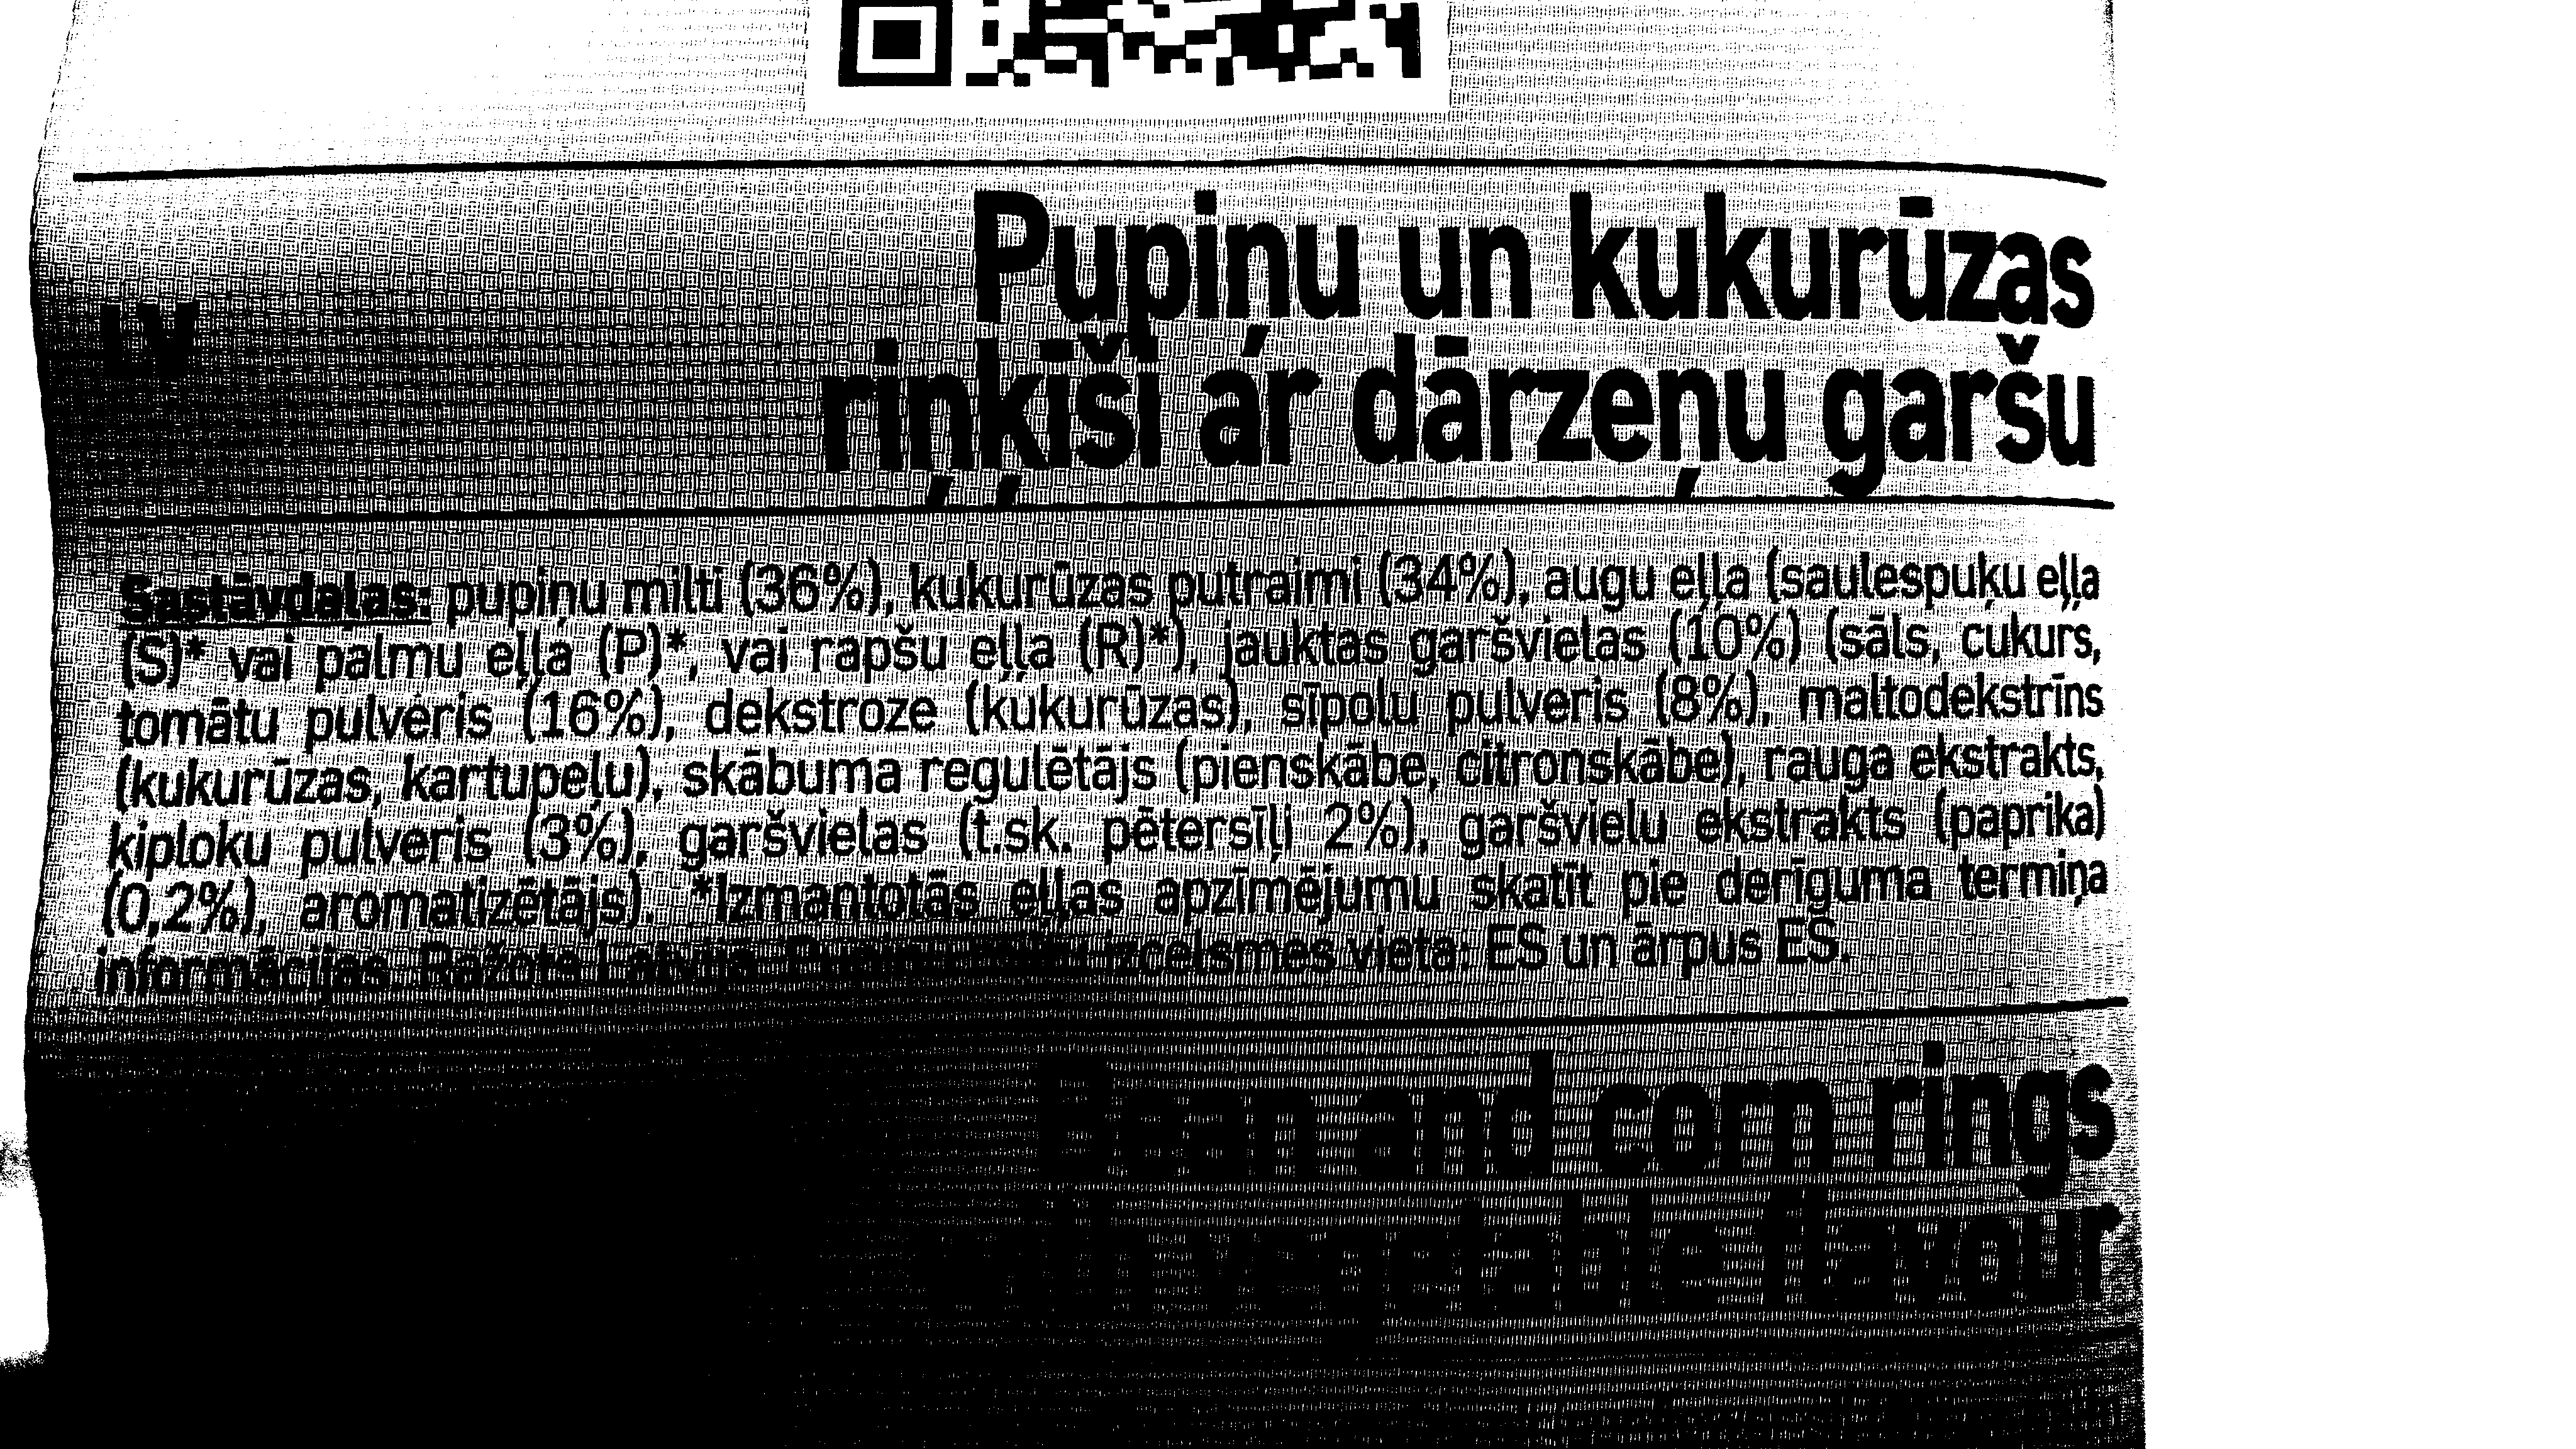 Pupiņu un kukurūzas
LV
riņķīši ar dārzeņu garšu
Sastāvdaļas: pupiņu milti (36%), kukurūzas putraimi (34%), augu eļļa (saulespuķu eļļa
(S)* vai palmu eļļa (P)*, vai rapšu eļļa (R)*), jauktas garšvielas (10%) (sāls, cukurs,
tomātu pulveris (16%), dekstroze (kukurūzas), sīpolu pulveris (8%), maltodekstrīns
(kukurūzas, kartupeļu), skābuma regulētājs (pienskābe, citronskābe), rauga ekstrakts,
ķiploku pulveris (3%), garšvielas (t.sk. pētersīļi 2%), garšvielu ekstrakts (paprika)
(0,2%), aromatizētājs). *Izmantotās eļļas apzīmējumu skatīt pie derīguma termiņa
informācijas. Ražots Latvijā. izcelsmes vieta: ES un ārpus ES.
Bean and corn rings
vegetable flavour